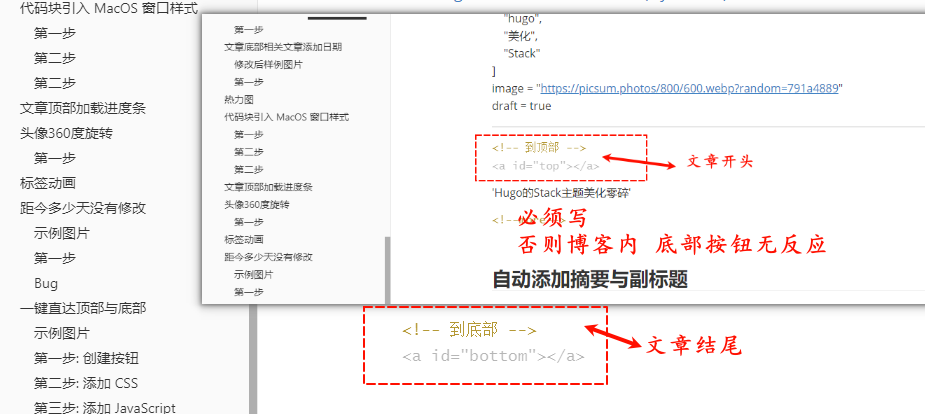 代码块引入 MacOS 窗口样式
第一步
第二步
第二步
文章顶部加载进度条
头像360度旋转
第一步
标签动画
距今多少天没有修改
示例图片
第一步
Bug
一键直达顶部与底部
示例图片
第一步: 创建按钮
第二步: 添加 CSS
第三步: 添加 JavaScript
第一步
文章底部相关文章添加日期
修改后样例图片
第一步
热力图
代码块引入 MacOS 窗口样式
第一步
第二步
第二步
文章顶部加载进度条
头像360度旋转
第一步
标签动画
距今多少天没有修改
示例图片
第一步
"hugo",
"美化",
"Stack"
]
image = "https://picsum.photos/800/600.webp?random=791a4889"
draft = true
<!-- 到顶部 -->
<a id="top"></a>
文章开头
'Hugo的Stack主题美化零碎'
必须写
否则博客内 底部按钮无反应
自动添加摘要与副标题
<!-- 到底部 -->
<a id="bottom"></a>
文章结尾